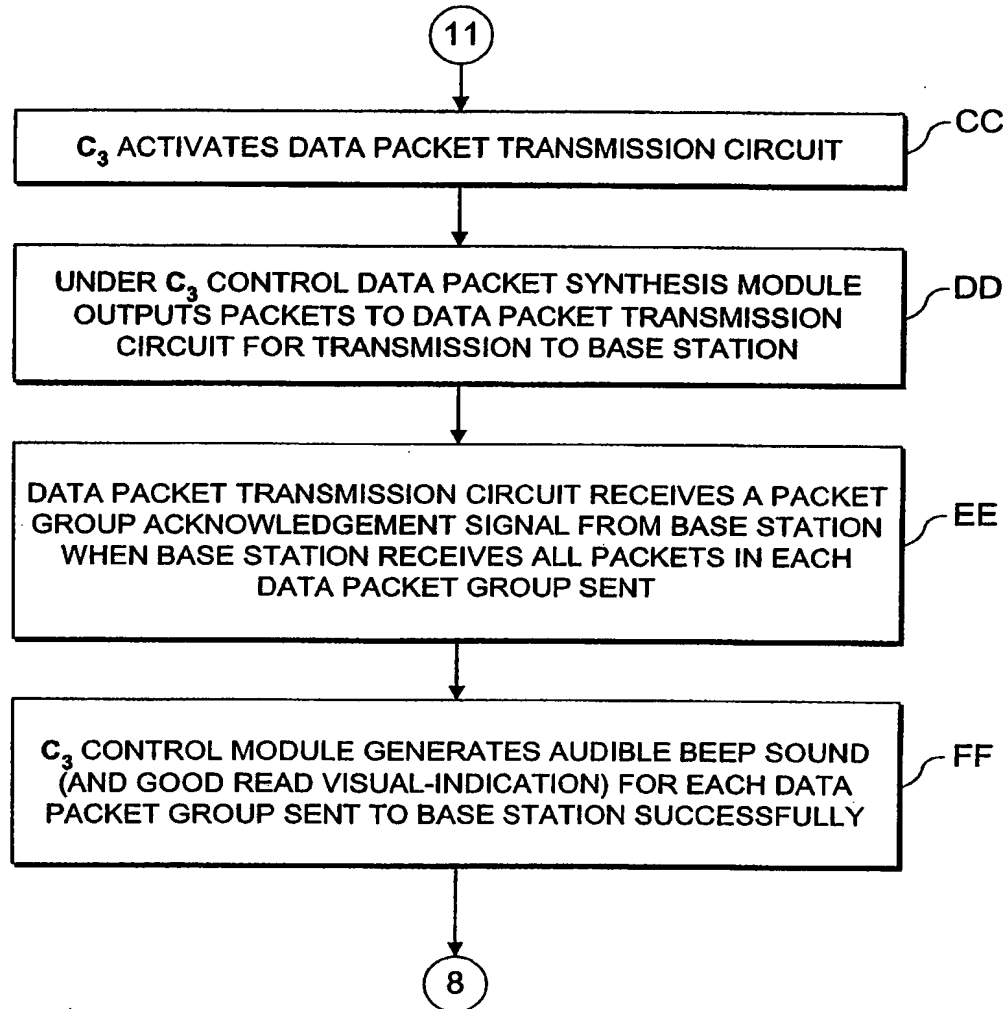 11
C₃ ACTIVATES DATA PACKET TRANSMISSION CIRCUIT
CC
UNDER C₃ CONTROL DATA PACKET SYNTHESIS MODULE
OUTPUTS PACKETS TO DATA PACKET TRANSMISSION
CIRCUIT FOR TRANSMISSION TO BASE STATION
DD
DATA PACKET TRANSMISSION CIRCUIT RECEIVES A PACKET
GROUP ACKNOWLEDGEMENT SIGNAL FROM BASE STATION
WHEN BASE STATION RECEIVES ALL PACKETS IN EACH
DATA PACKET GROUP SENT
EE
C₃ CONTROL MODULE GENERATES AUDIBLE BEEP SOUND
(AND GOOD READ VISUAL-INDICATION) FOR EACH DATA
PACKET GROUP SENT TO BASE STATION SUCCESSFULLY
FF
8